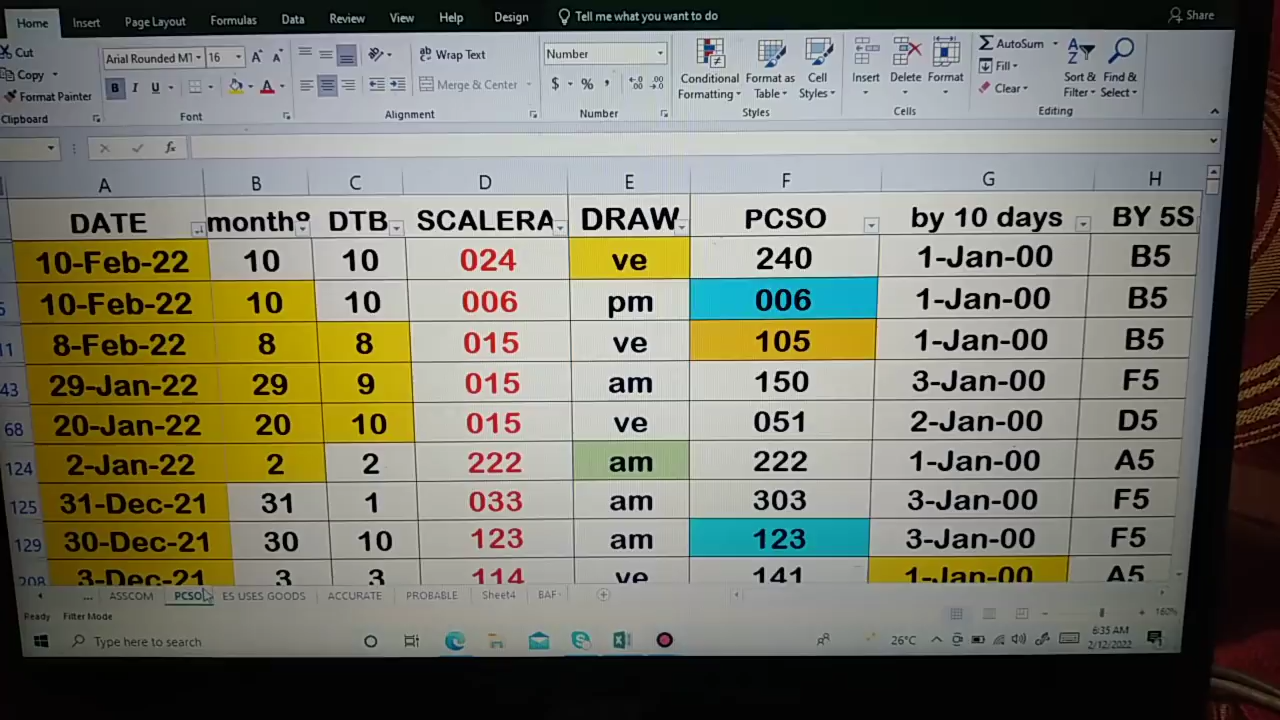 Home Insert Page Layout Formulas Data Review View Help Design Tell me what you want to do Share
Cut
Copy
Format Painter
Clipboard
Arial Rounded MT 16 A A
B I U A
Font
ab Wrap Text
Merge & Center
Alignment
Number
$ % ,
Number
Conditional Formatting
Format as Table
Cell Styles
Styles
Insert Delete Format
Cells
AutoSum
Fill
Clear
Sort & Filter
Find & Select
Editing
fx
A B C D E F G H
DATE month° DTB SCALERA DRAW PCSO by 10 days BY 5S
10-Feb-22 10 10 024 ve 240 1-Jan-00 B5
10-Feb-22 10 10 006 pm 006 1-Jan-00 B5
11 8-Feb-22 8 8 015 ve 105 1-Jan-00 B5
43 29-Jan-22 29 9 015 am 150 3-Jan-00 F5
68 20-Jan-22 20 10 015 ve 051 2-Jan-00 D5
124 2-Jan-22 2 2 222 am 222 1-Jan-00 A5
125 31-Dec-21 31 1 033 am 303 3-Jan-00 F5
129 30-Dec-21 30 10 123 am 123 3-Jan-00 F5
208 3-Dec-21 3 3 114 ve 141 1-Jan-00 A5
... ASSCOM PCSO ES USES GOODS ACCURATE PROBABLE Sheet4 BAF
Ready Filter Mode 160%
Type here to search 26°C 6:35 AM
2/12/2022